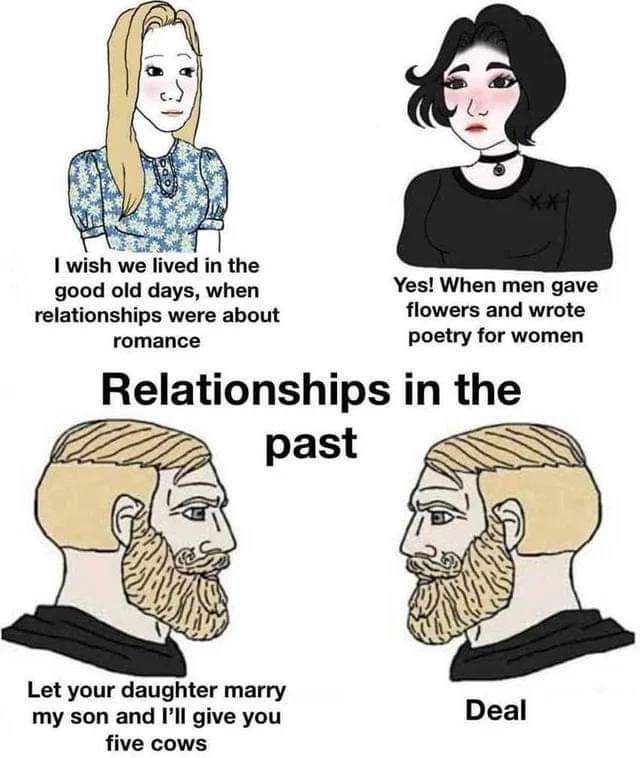 I wish we lived in the
good old days, when
relationships were about
romance
Yes! When men gave
flowers and wrote
poetry for women
Relationships in the
past
Let your daughter marry
my son and I'll give you
five cows
Deal